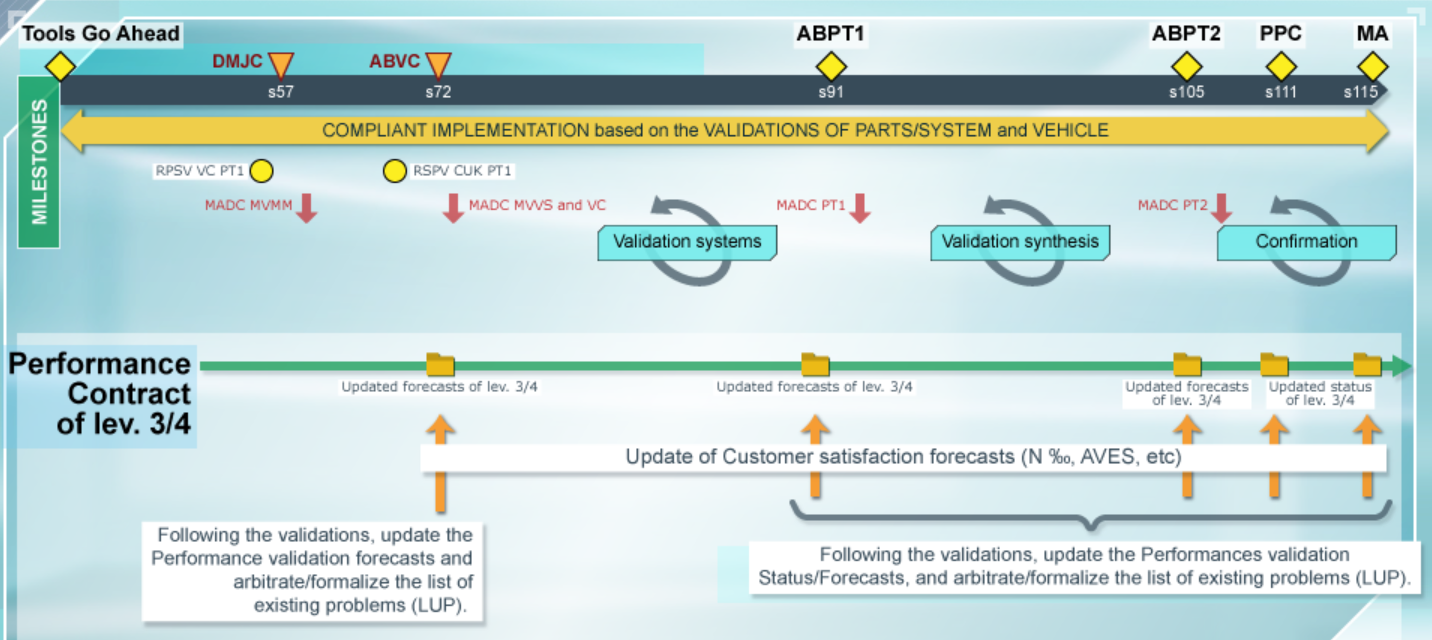 Tools Go Ahead
DMJC
ABVC
ABPT1
ABPT2
PPC
MA
s57
s72
s91
s105
s111
s115
MILESTONES
COMPLIANT IMPLEMENTATION based on the VALIDATIONS OF PARTS/SYSTEM and VEHICLE
RPSV VC PT1
RSPV CUK PT1
MADC MVMM
MADC MVVS and VC
MADC PT1
MADC PT2
Validation systems
Validation synthesis
Confirmation
Performance
Contract
of lev. 3/4
Updated forecasts of lev. 3/4
Updated forecasts of lev. 3/4
Updated forecasts
of lev. 3/4
Updated status
of lev. 3/4
Update of Customer satisfaction forecasts (N ‰, AVES, etc)
Following the validations, update the
Performance validation forecasts and
arbitrate/formalize the list of
existing problems (LUP).
Following the validations, update the Performances validation
Status/Forecasts, and arbitrate/formalize the list of existing problems (LUP).